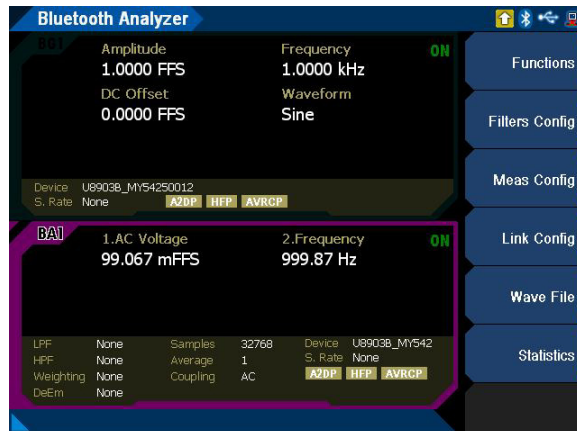 Bluetooth Analyzer
BG1
ON
Amplitude Frequency
1.0000 FFS 1.0000 kHz
DC Offset Waveform
0.0000 FFS Sine
Device U8903B_MY54250012
S. Rate None A2DP HFP AVRCP
BA1
ON
1.AC Voltage 2.Frequency
99.067 mFFS 999.87 Hz
LPF None Samples 32768 Device U8903B_MY542
HPF None Average 1 S. Rate None
Weighting None Coupling AC A2DP HFP AVRCP
DeEm None
Functions
Filters Config
Meas Config
Link Config
Wave File
Statistics